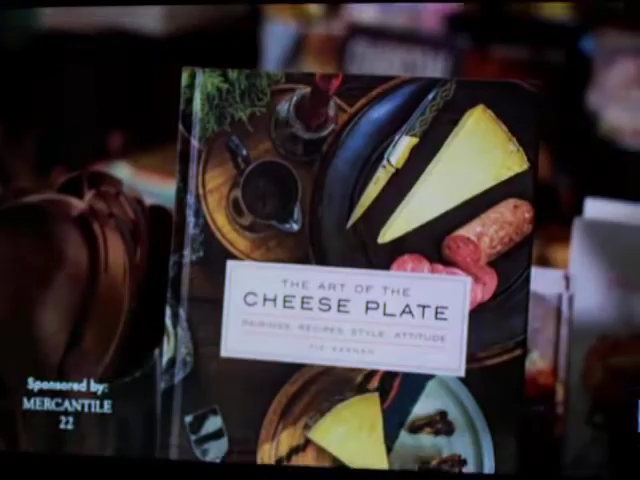 THE ART OF THE
CHEESE PLATE
PAIRINGS, RECIPES, STYLE, ATTITUDE
Sponsored by:
MERCANTILE
22